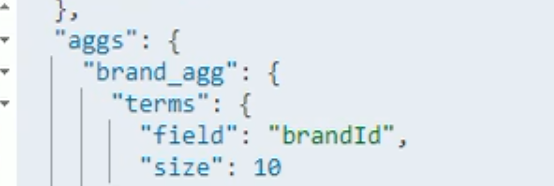 },
"aggs": {
"brand_agg": {
"terms": {
"field": "brandId",
"size": 10